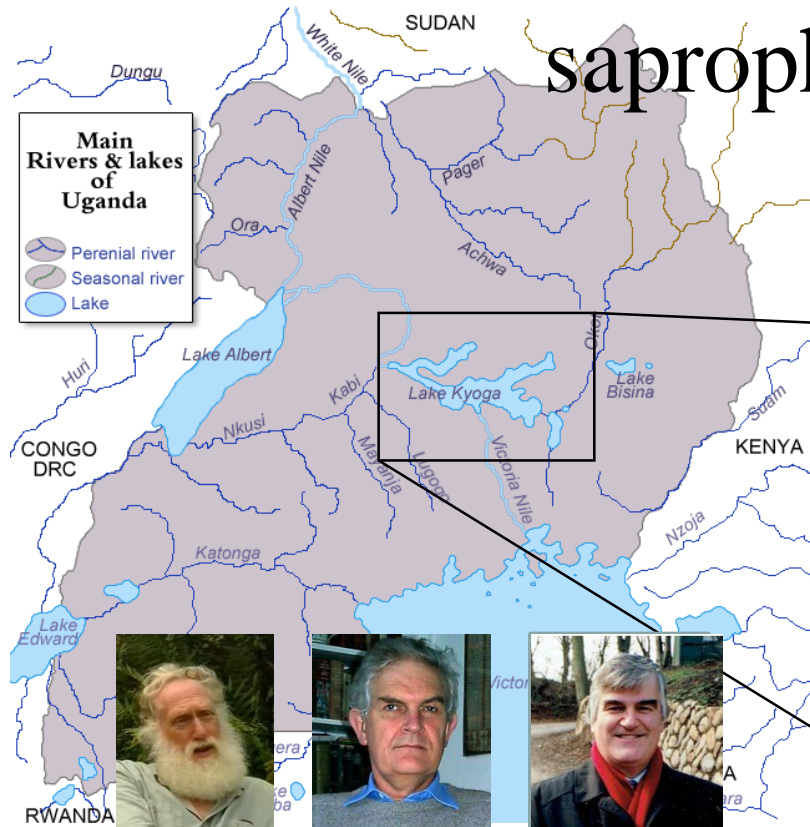 SUDAN
saproph
White Nile
Dungu
Main
Rivers & lakes
of
Uganda
Perenial river
Seasonal river
Lake
Albert Nile
Pager
Ora
Achwa
Okot
Lake Albert
Huri
Kabi
Lake Kyoga
Lake
Bisina
Suam
Nkusi
CONGO
DRC
KENYA
Mayanja
Lugogo
Victoria Nile
Nzoja
Katonga
Lake
Edward
RWANDA